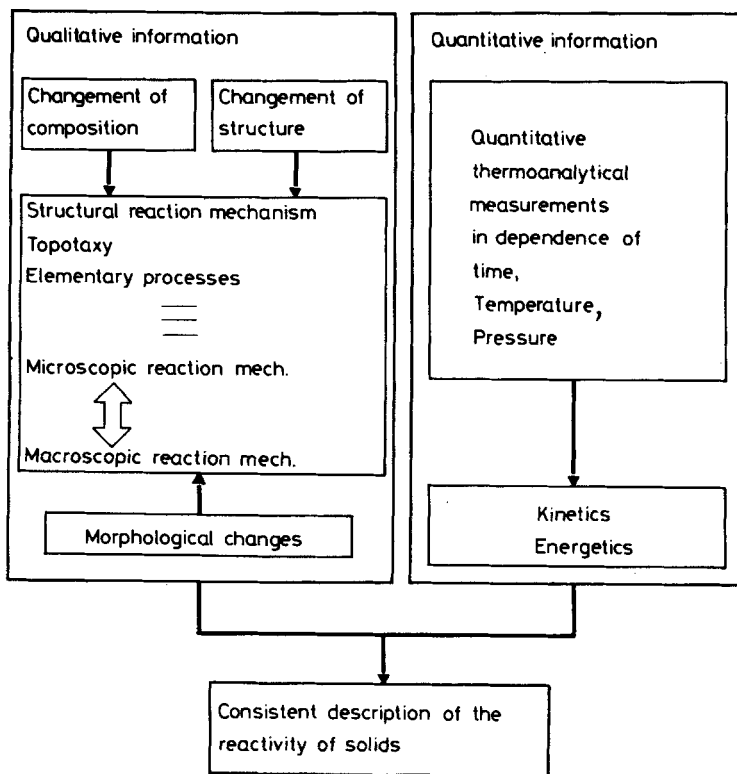 Qualitative information
Changement of
composition
Changement of
structure
Structural reaction mechanism
Topotaxy
Elementary processes
Microscopic reaction mech.
Macroscopic reaction mech.
Morphological changes
Quantitative information
Quantitative
thermoanalytical
measurements
in dependence of
time,
Temperature,
Pressure
Kinetics
Energetics
Consistent description of the
reactivity of solids